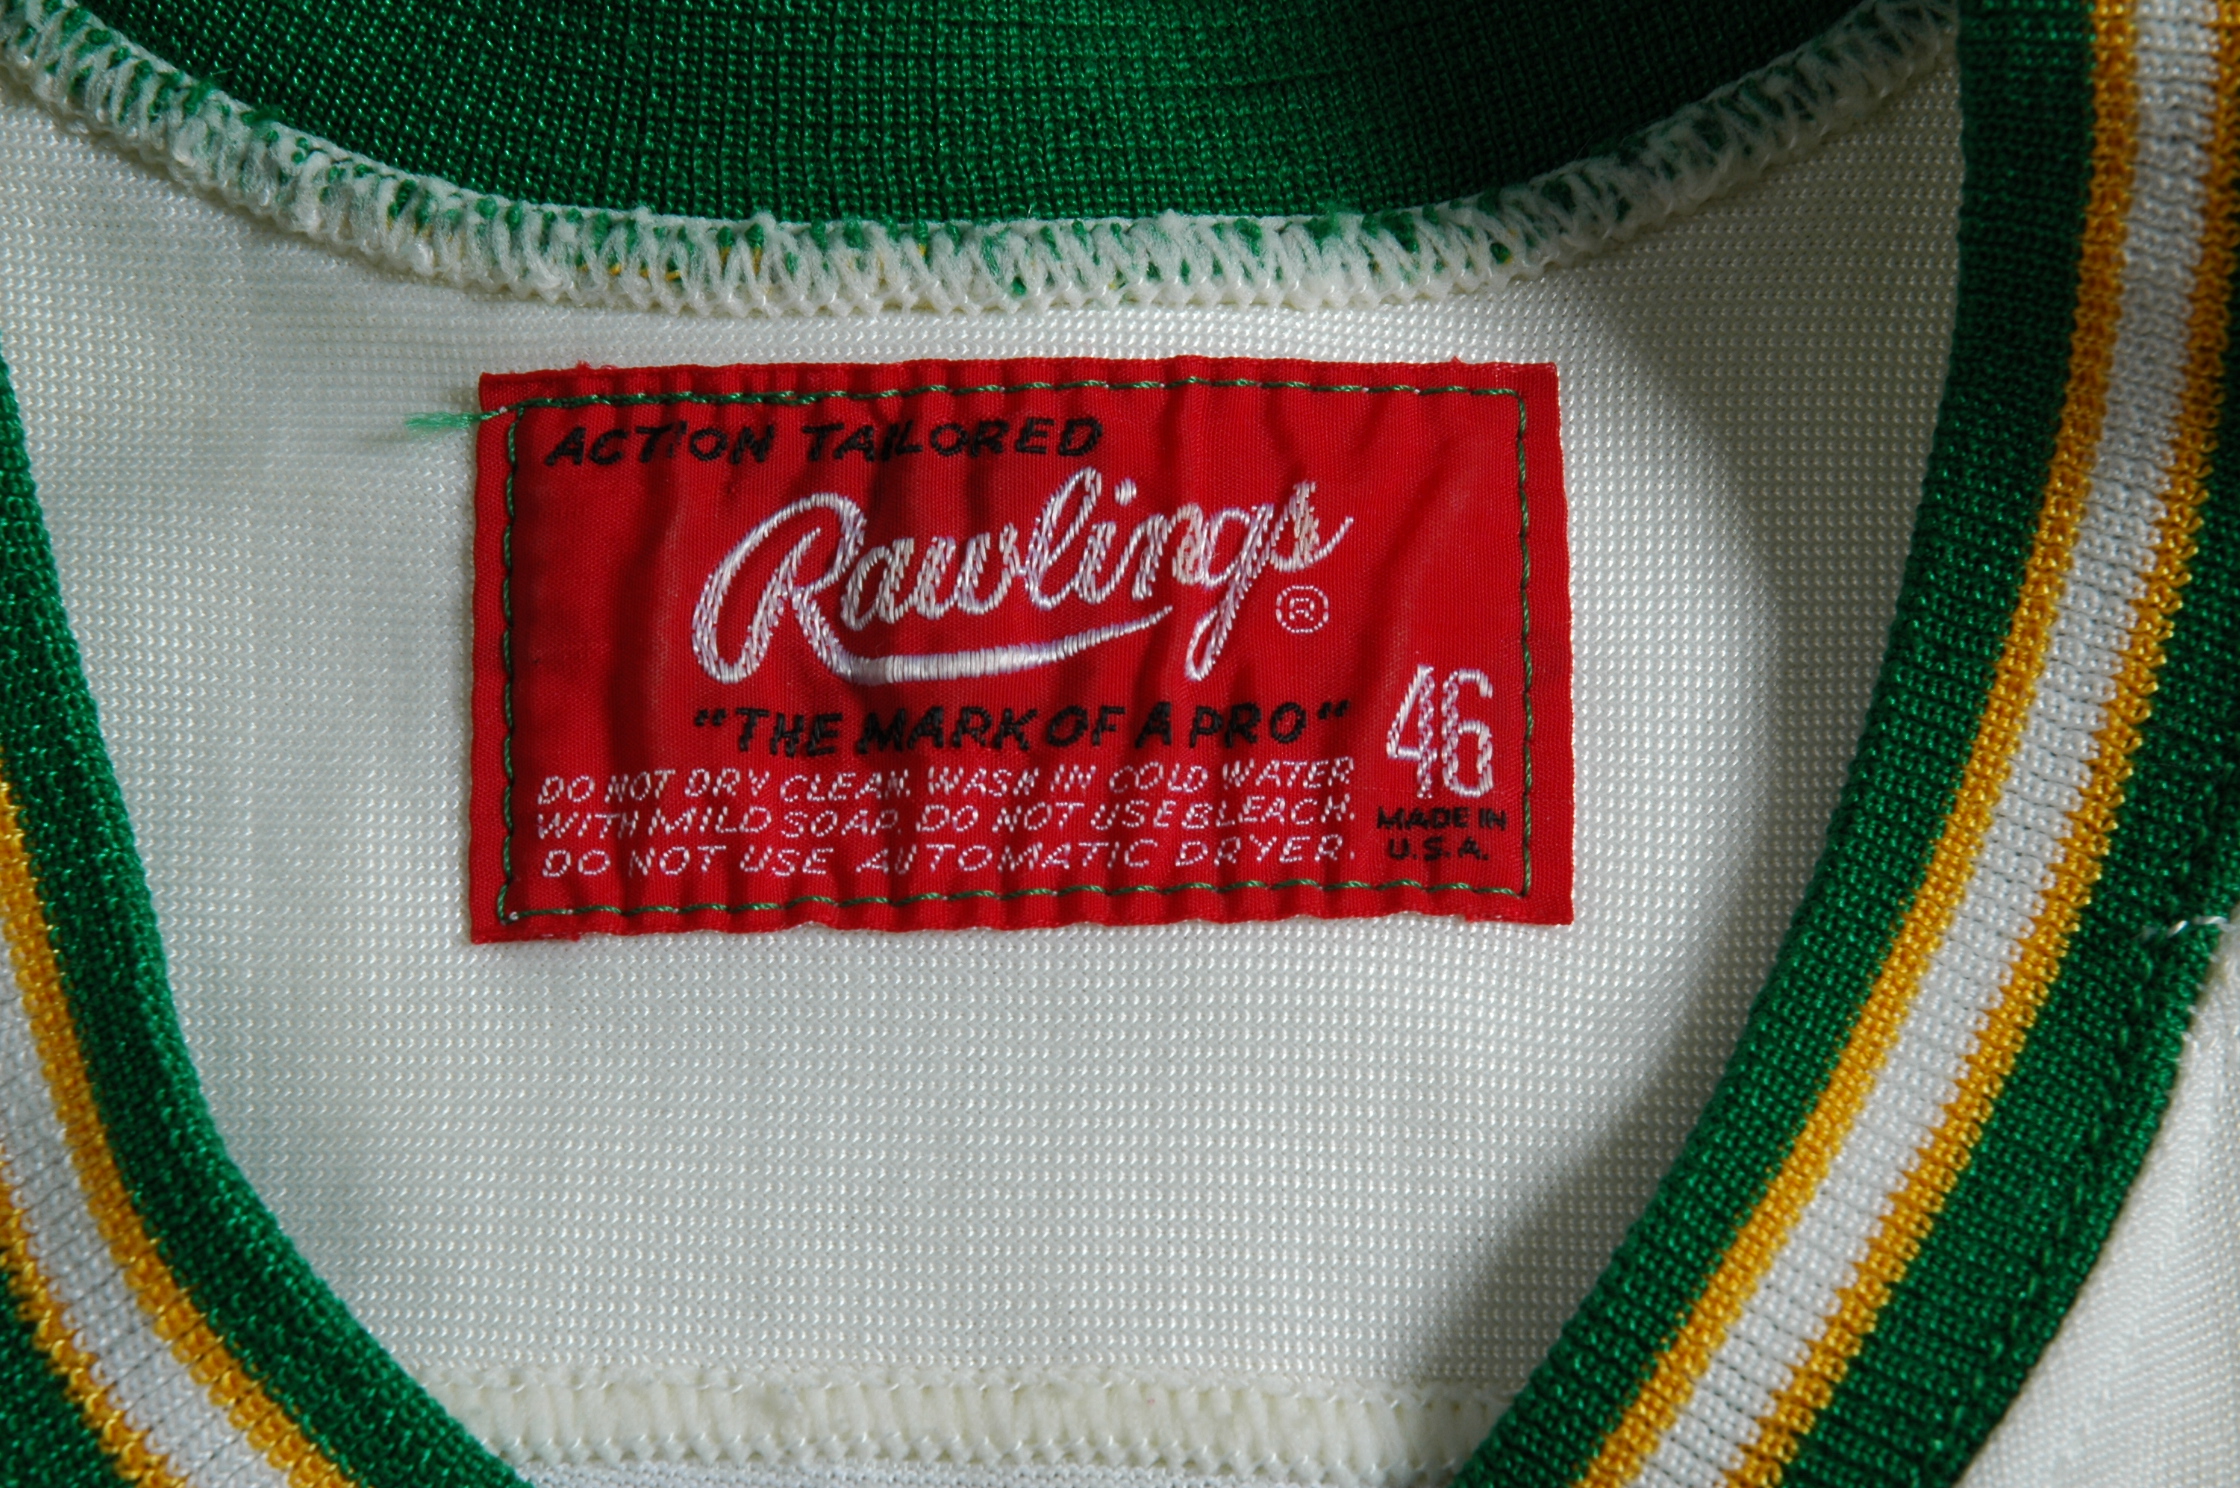 ACTION TAILORED
Rawlings ®
"THE MARK OF A PRO"
46
DO NOT DRY CLEAN. WASH IN COLD WATER
WITH MILD SOAP. DO NOT USE BLEACH.
DO NOT USE AUTOMATIC DRYER.
MADE IN
U.S.A.